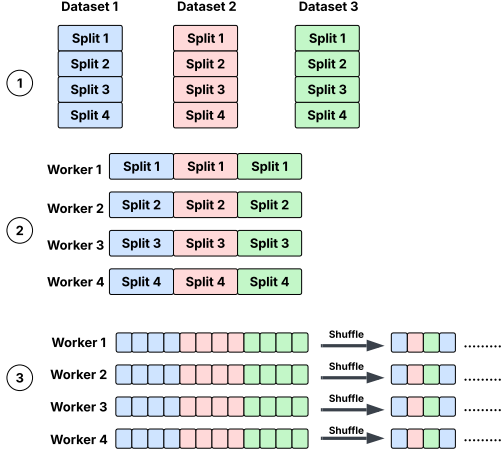 Dataset 1 Dataset 2 Dataset 3
Split 1 Split 1 Split 1
Split 2 Split 2 Split 2
1
Split 3 Split 3 Split 3
Split 4 Split 4 Split 4
Worker 1 Split 1 Split 1 Split 1
Worker 2 Split 2 Split 2 Split 2
2
Worker 3 Split 3 Split 3 Split 3
Worker 4 Split 4 Split 4 Split 4
Worker 1 Shuffle .........
Worker 2 Shuffle .........
3
Worker 3 Shuffle .........
Worker 4 Shuffle .........